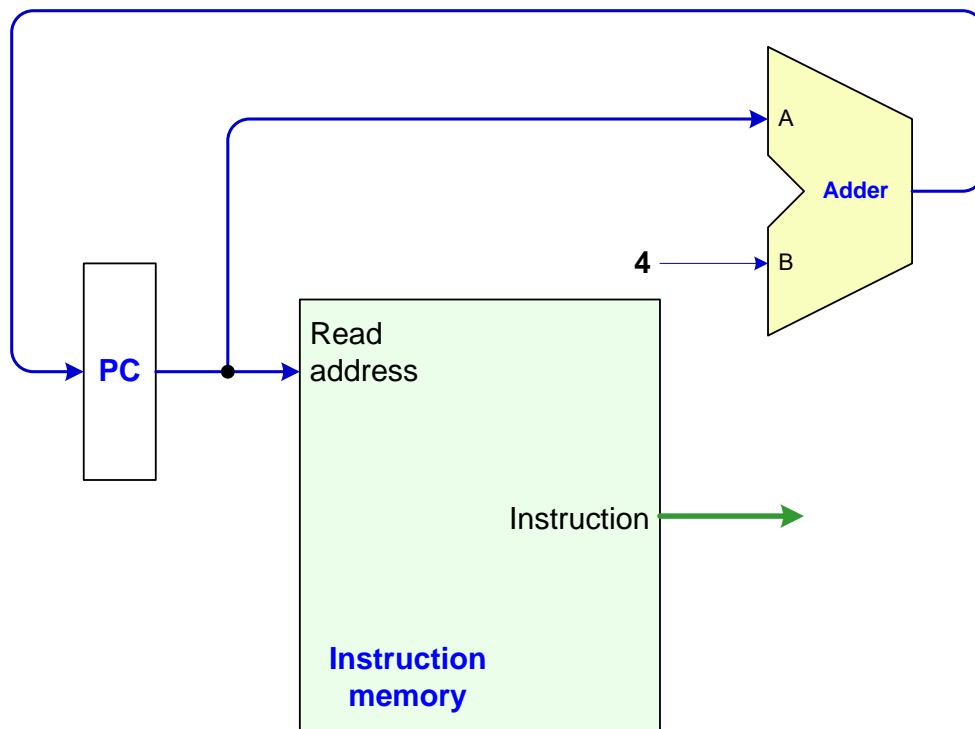 A
Adder
4
B
PC
Read
address
Instruction
Instruction
memory